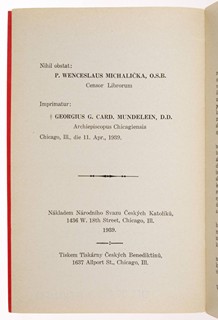 Nihil obstat:
P. WENCESLAUS MICHALIČKA, O.S.B.
Censor Librorum
Imprimatur:
† GEORGIUS G. CARD. MUNDELEIN, D.D.
Archiepiscopus Chicagiensis
Chicago, Ill., die 11. Apr., 1939.
Nákladem Národního Svazu Českých Katolíků,
1436 W. 18th Street, Chicago, Ill.
1939.
Tiskem Tiskárny Českých Benediktinů,
1637 Allport St., Chicago, Ill.